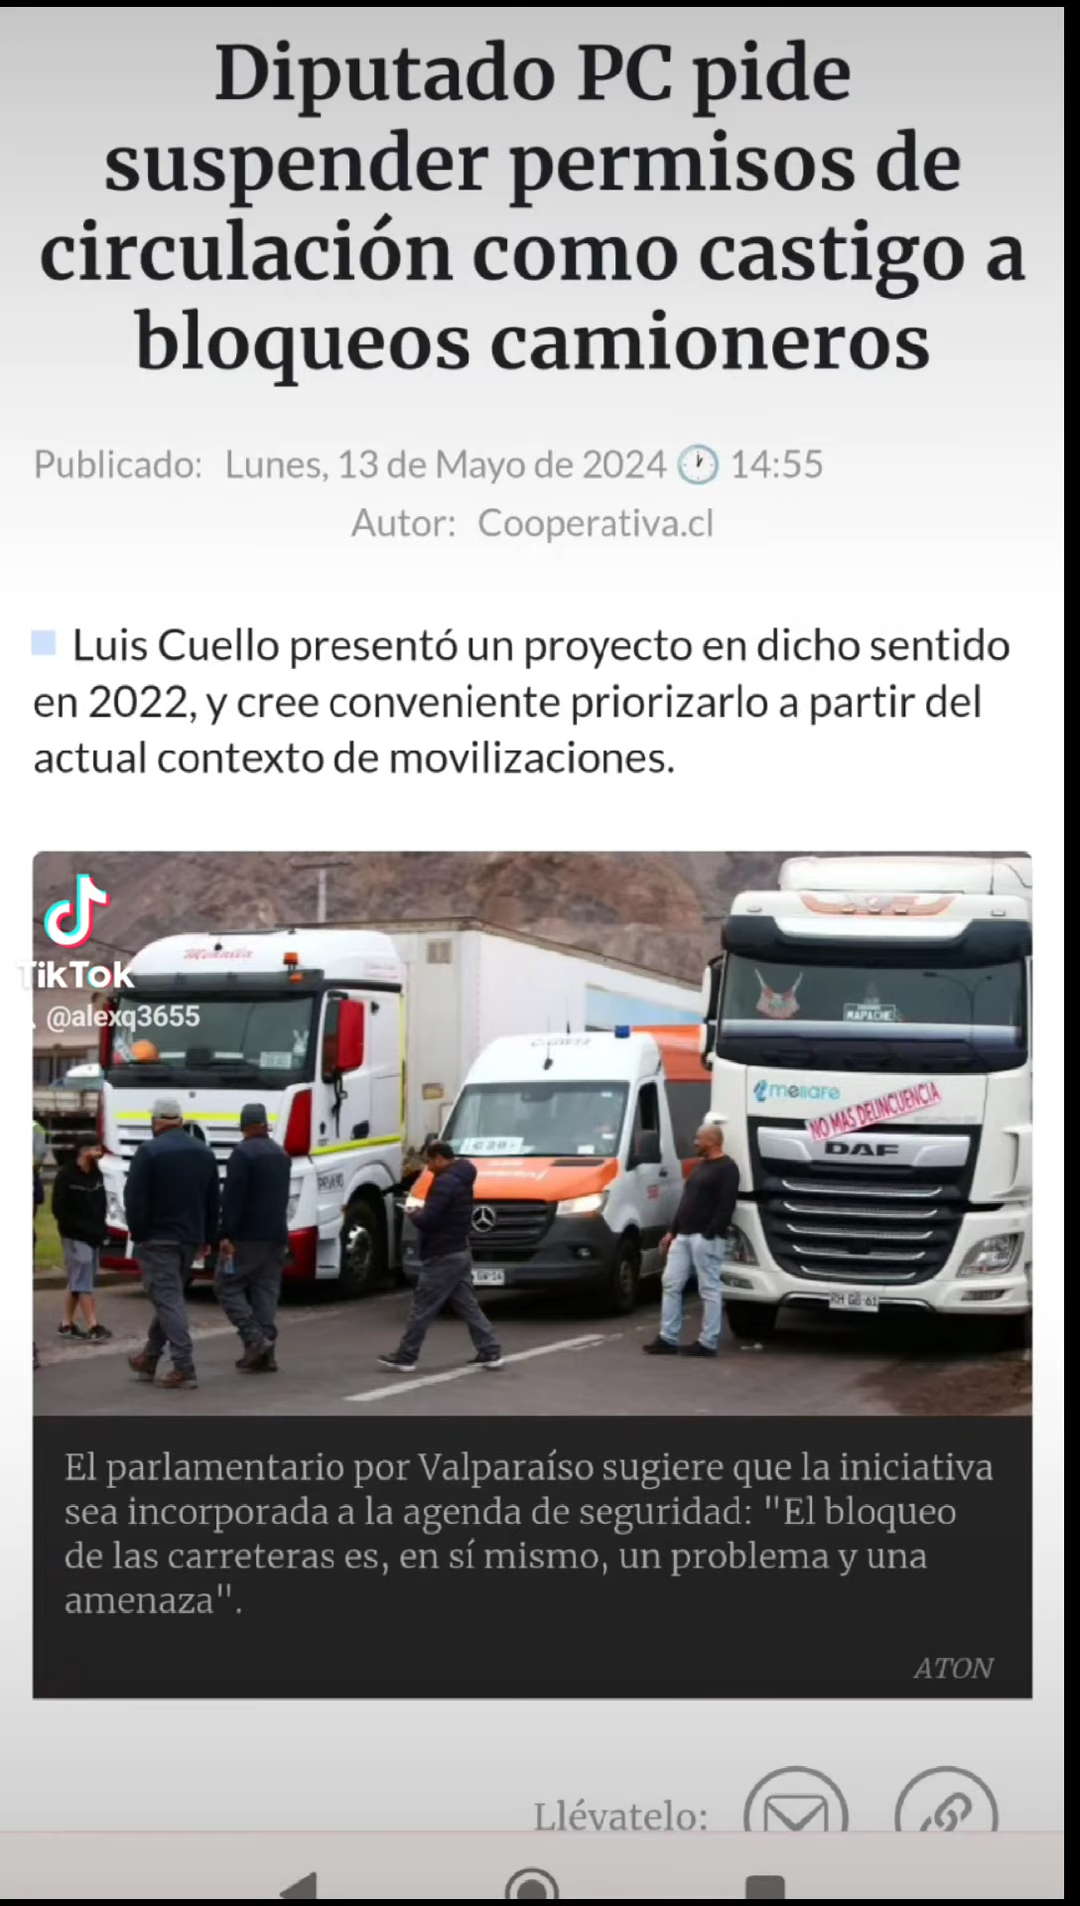 Diputado PC pide
suspender permisos de
circulación como castigo a
bloqueos camioneros
Publicado: Lunes, 13 de Mayo de 2024 14:55
Autor: Cooperativa.cl
Luis Cuello presentó un proyecto en dicho sentido
en 2022, y cree conveniente priorizarlo a partir del
actual contexto de movilizaciones.
TikTok
@alexq3655
MAPACHE
mellare
NO MAS DELINCUENCIA
DAF
El parlamentario por Valparaíso sugiere que la iniciativa
sea incorporada a la agenda de seguridad: "El bloqueo
de las carreteras es, en sí mismo, un problema y una
amenaza".
ATON
Llévatelo: